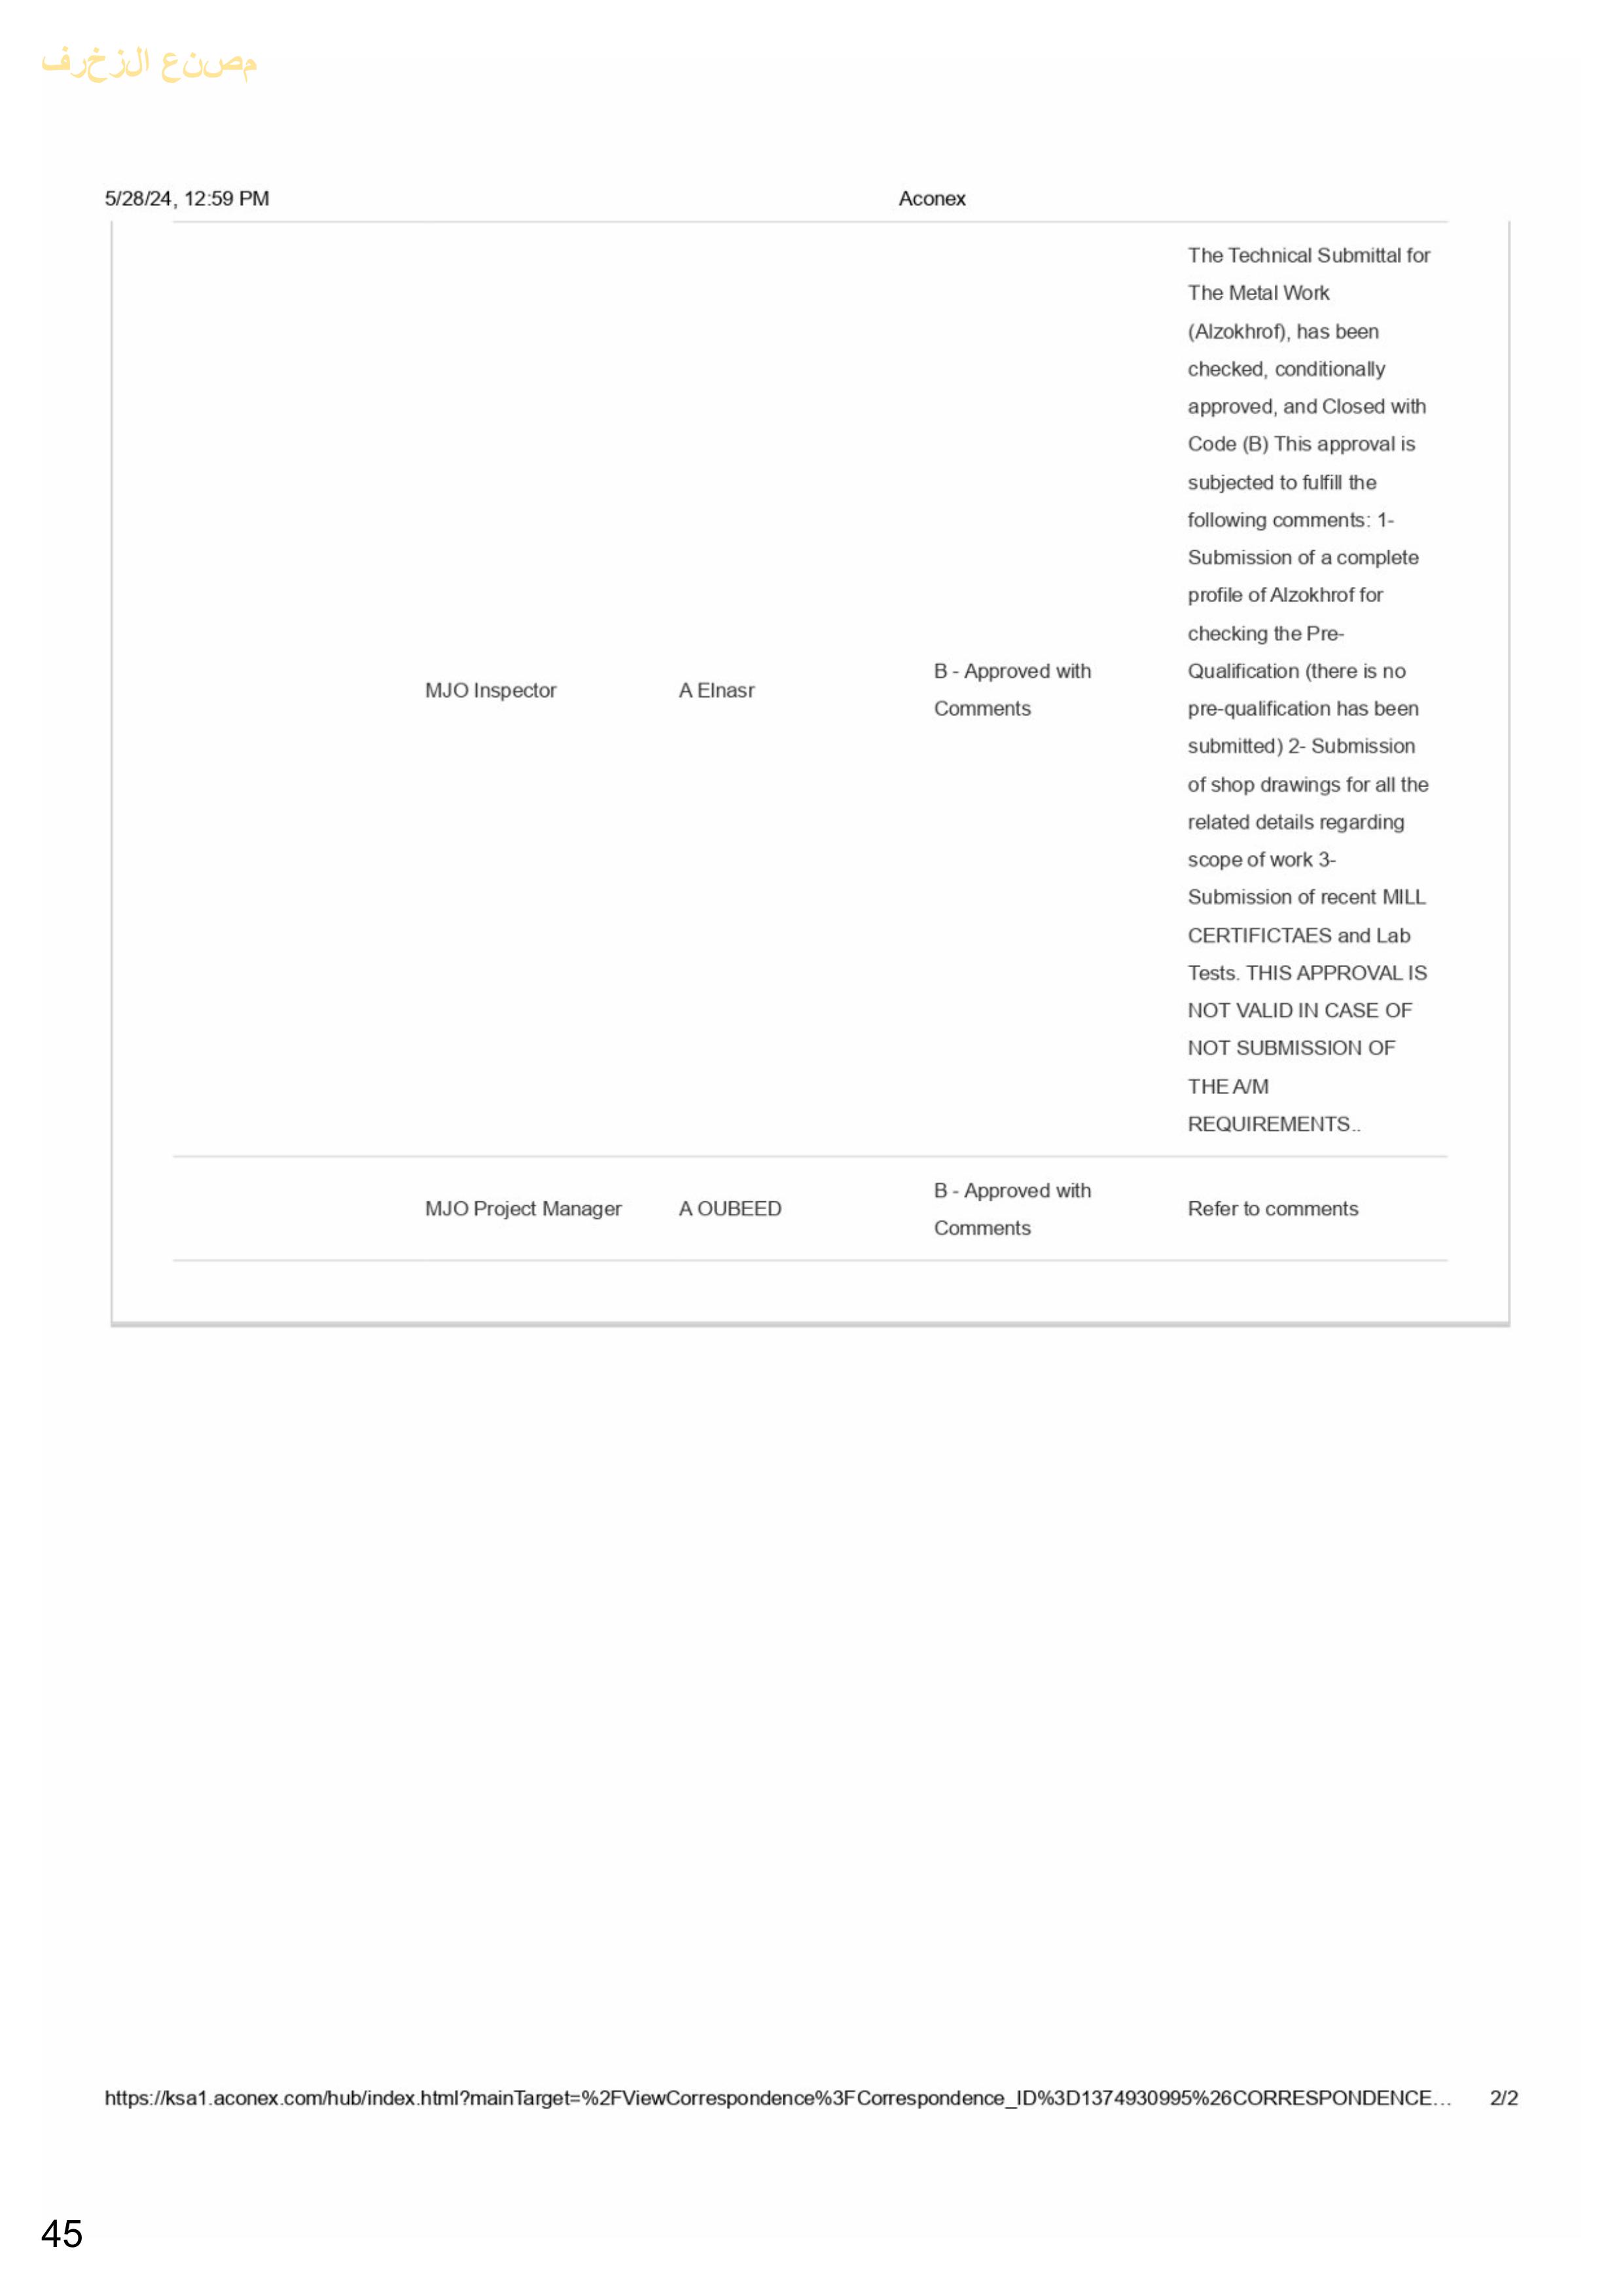 مصنع الزخرف
5/28/24, 12:59 PM
Aconex
The Technical Submittal for
The Metal Work
(Alzokhrof), has been
checked, conditionally
approved, and Closed with
Code (B) This approval is
subjected to fulfill the
following comments: 1-
Submission of a complete
profile of Alzokhrof for
checking the Pre-
Qualification (there is no
pre-qualification has been
submitted) 2- Submission
of shop drawings for all the
related details regarding
scope of work 3-
Submission of recent MILL
CERTIFICTAES and Lab
Tests. THIS APPROVAL IS
NOT VALID IN CASE OF
NOT SUBMISSION OF
THE A/M
REQUIREMENTS..
MJO Inspector
A Elnasr
B - Approved with
Comments
MJO Project Manager
A OUBEED
B - Approved with
Comments
Refer to comments
https://ksa1.aconex.com/hub/index.html?mainTarget=%2FViewCorrespondence%3FCorrespondence_ID%3D1374930995%26CORRESPONDENCE…
2/2
45